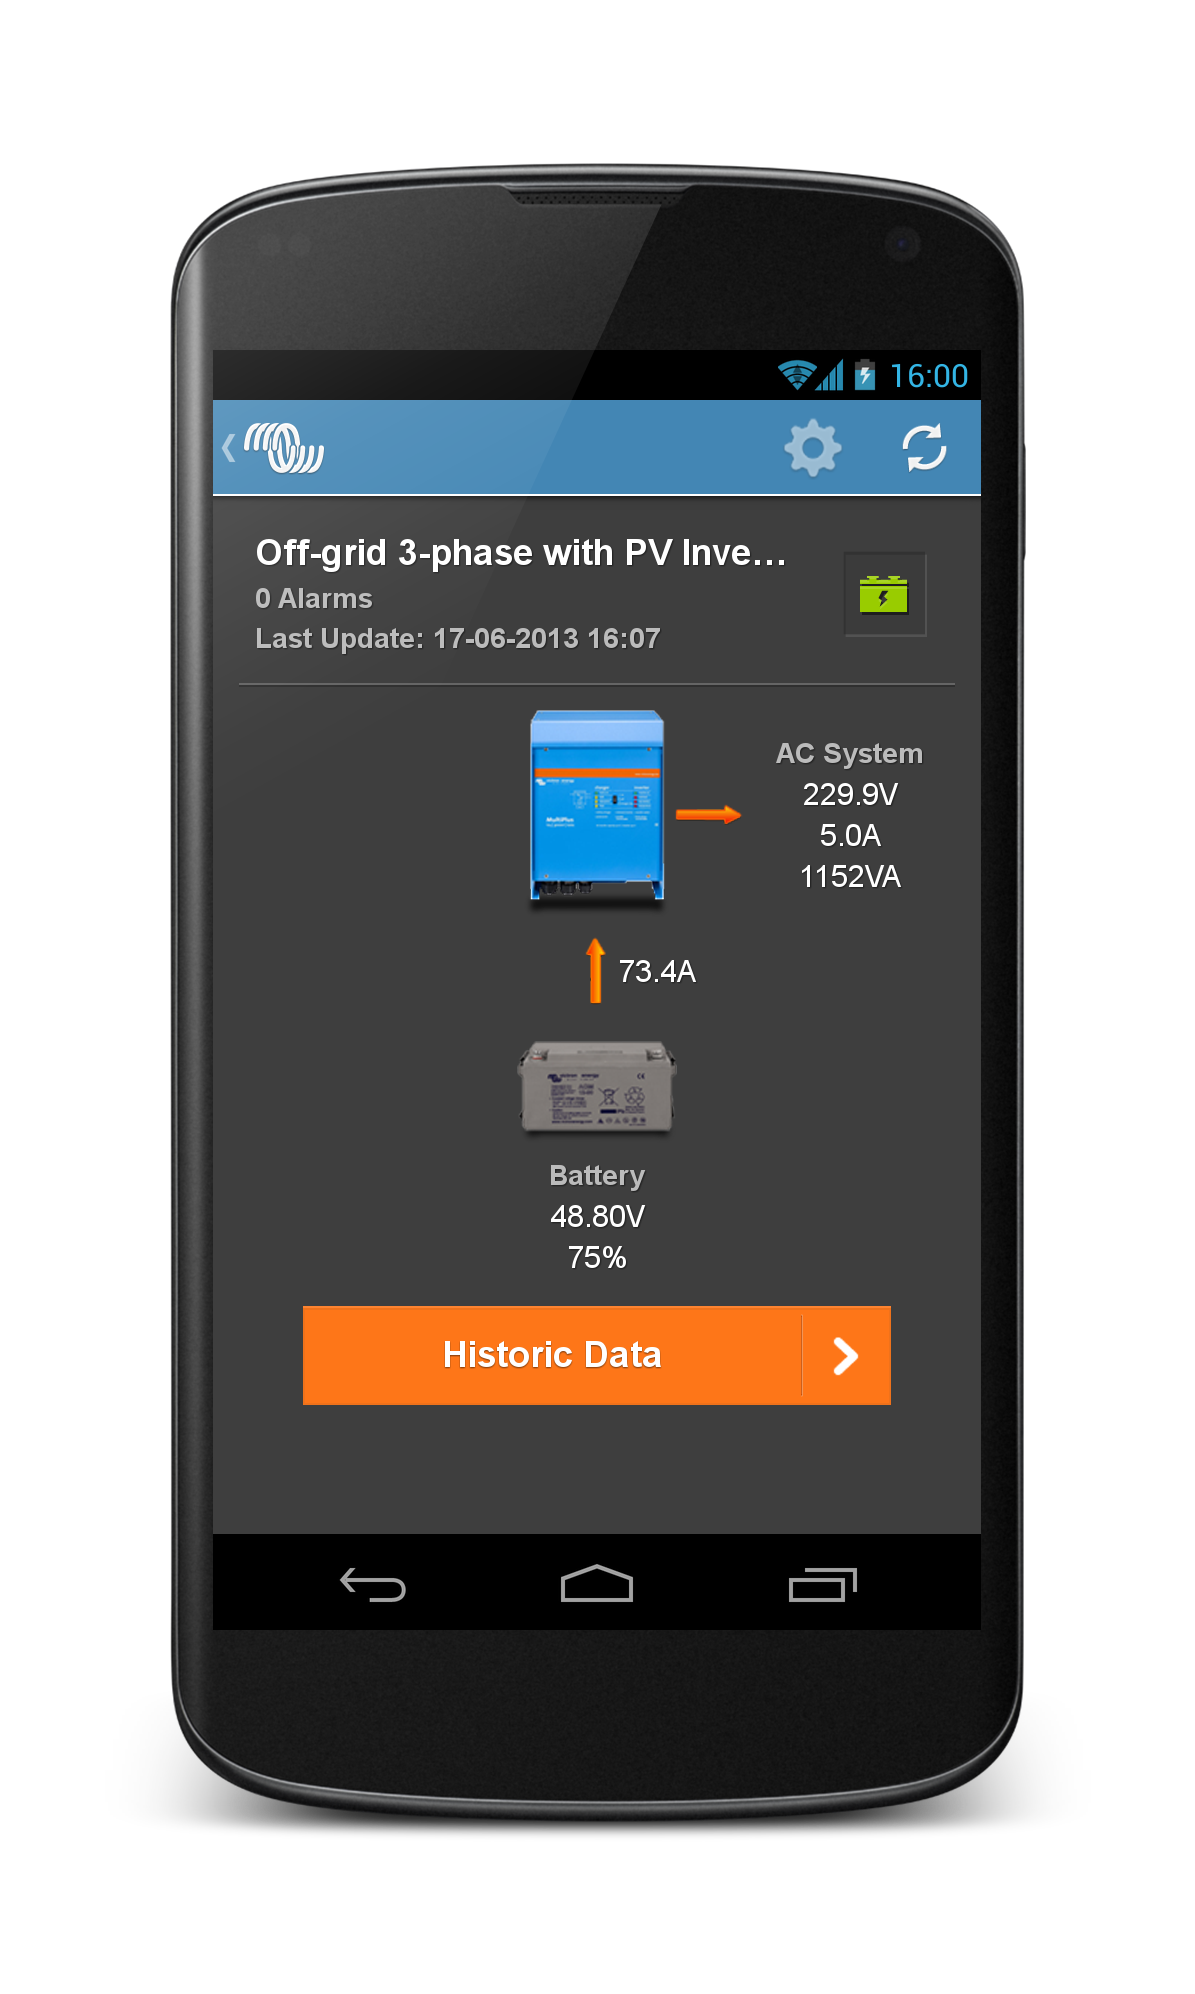 16:00
Off-grid 3-phase with PV Inve...
0 Alarms
Last Update: 17-06-2013 16:07
AC System
229.9V
5.0A
1152VA
MultiPlus
73.4A
Battery
48.80V
75%
Historic Data